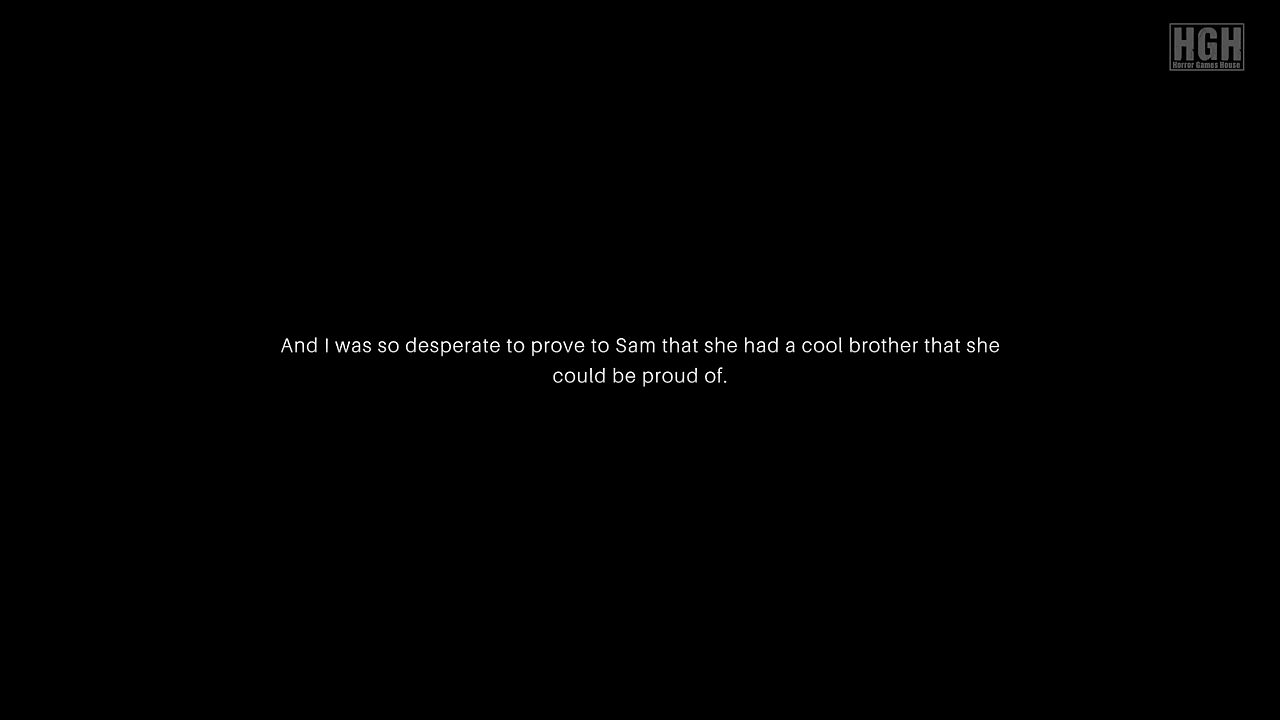 HGH
Horror Games House
And I was so desperate to prove to Sam that she had a cool brother that she
could be proud of.